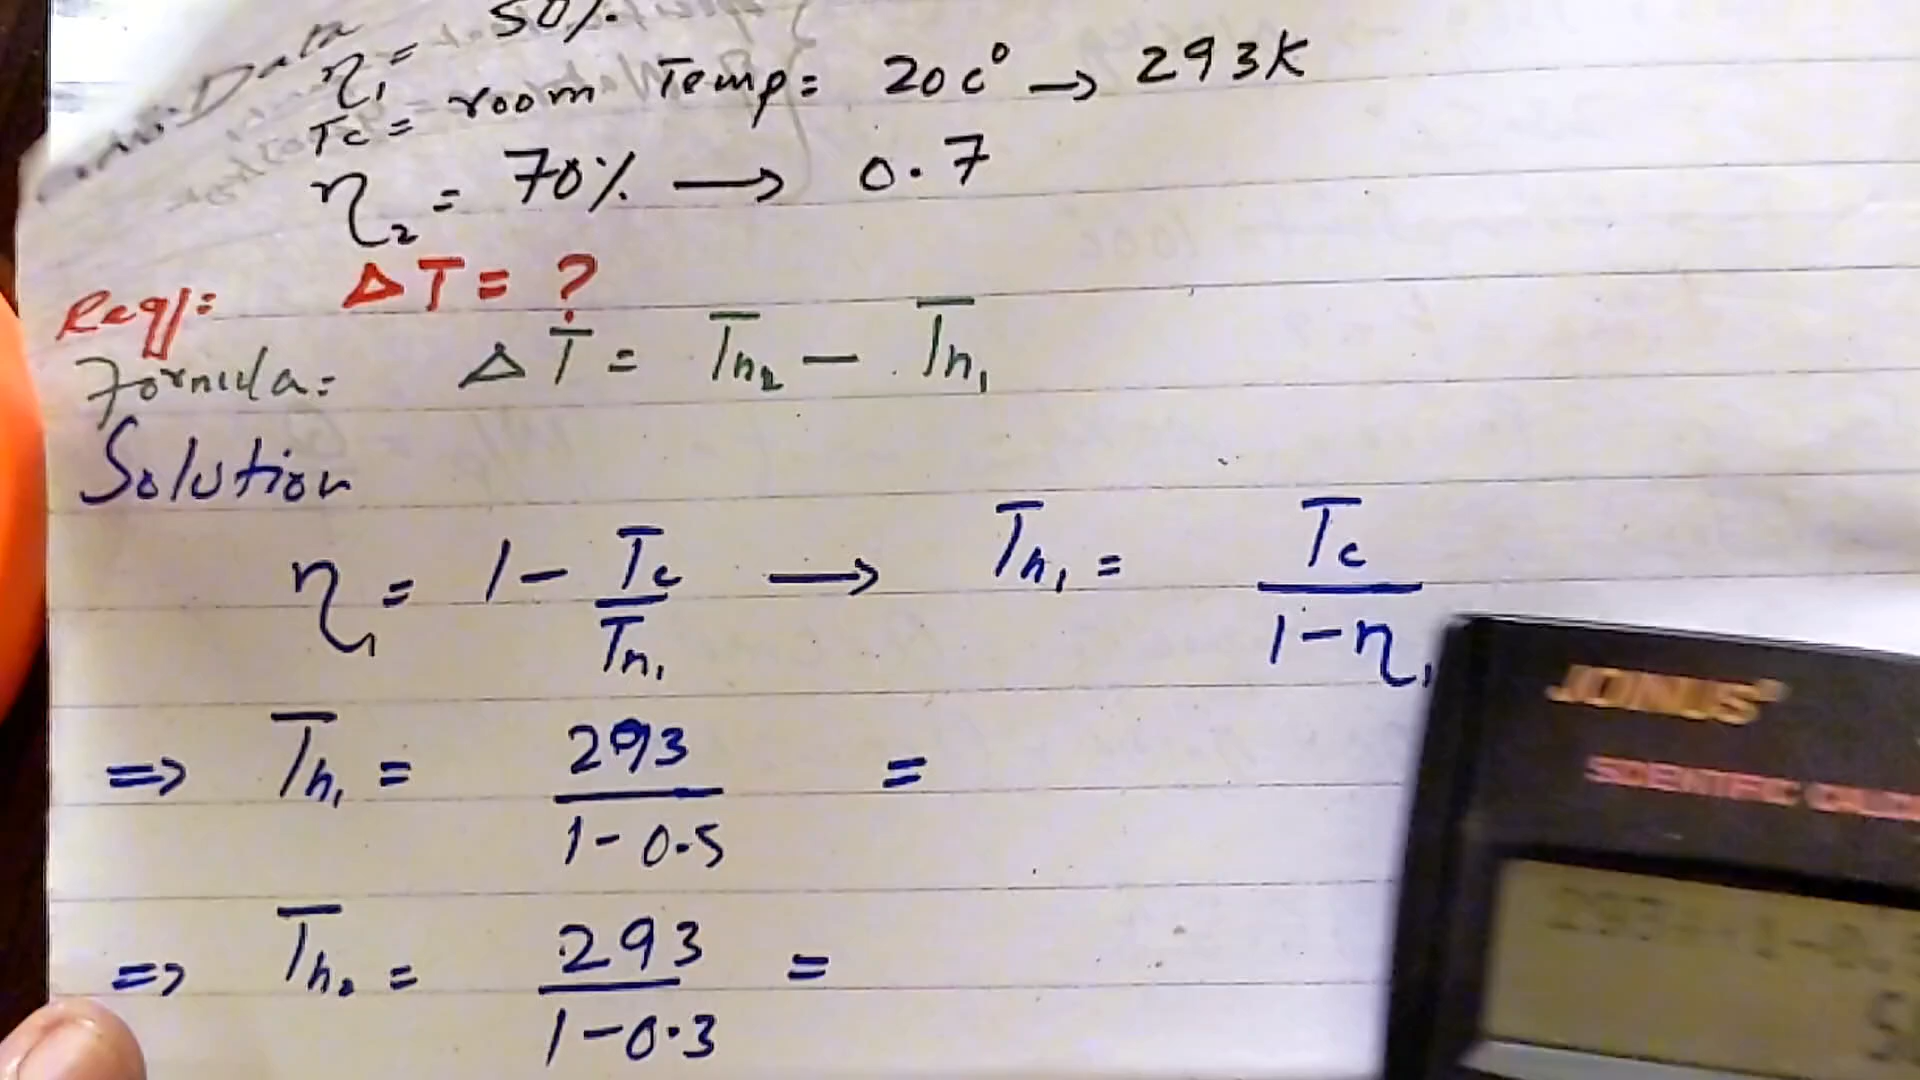 Data
η₁ = 50%.
Tc = room Temp = 20c° → 293k
η₂ = 70% → 0.7
Req/: ΔT = ?
Formula: ΔT = Th₂ − Th₁
Solution
η₁ = 1 − Tc/Th₁ → Th₁ = Tc/1−η₁
⇒ Th₁ = 293/1−0.5 =
⇒ Th₂ = 293/1−0.3 =
JOINUS
SCIENTIFIC